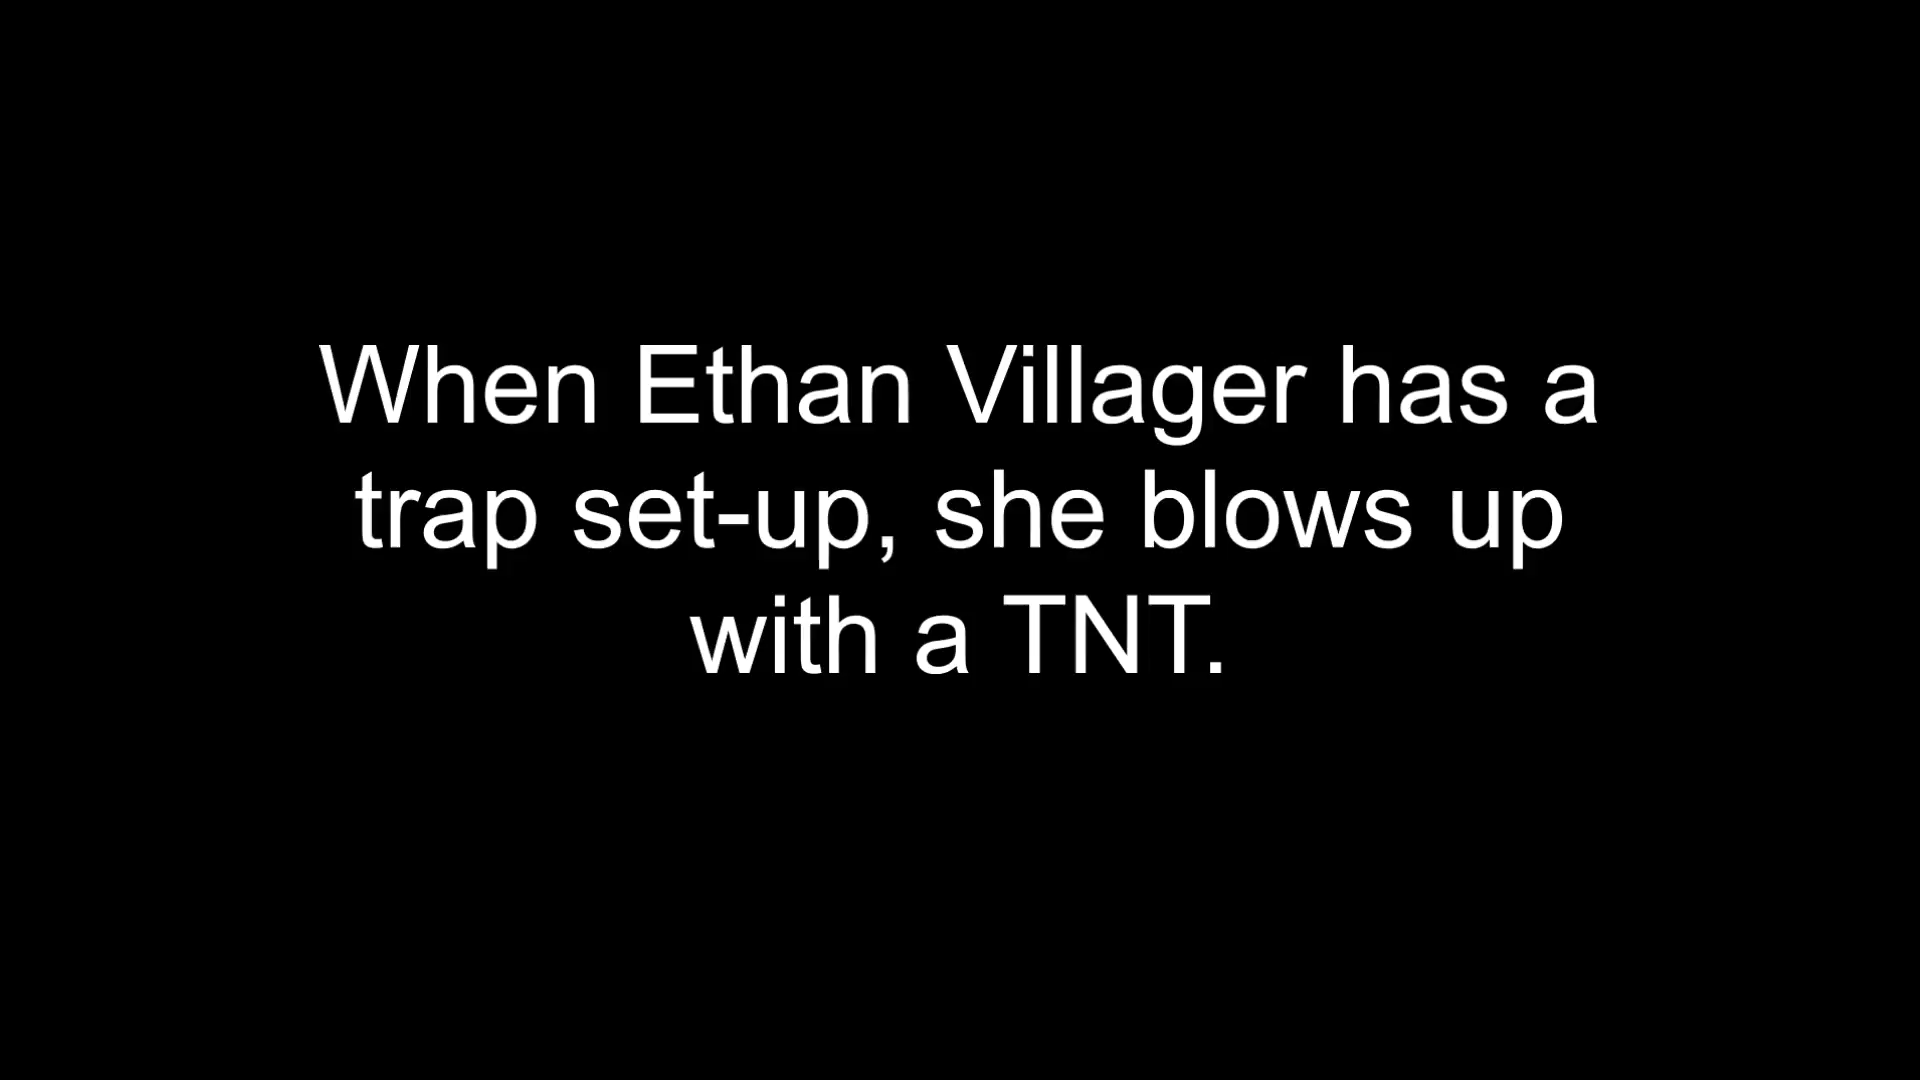 When Ethan Villager has a
trap set-up, she blows up
with a TNT.